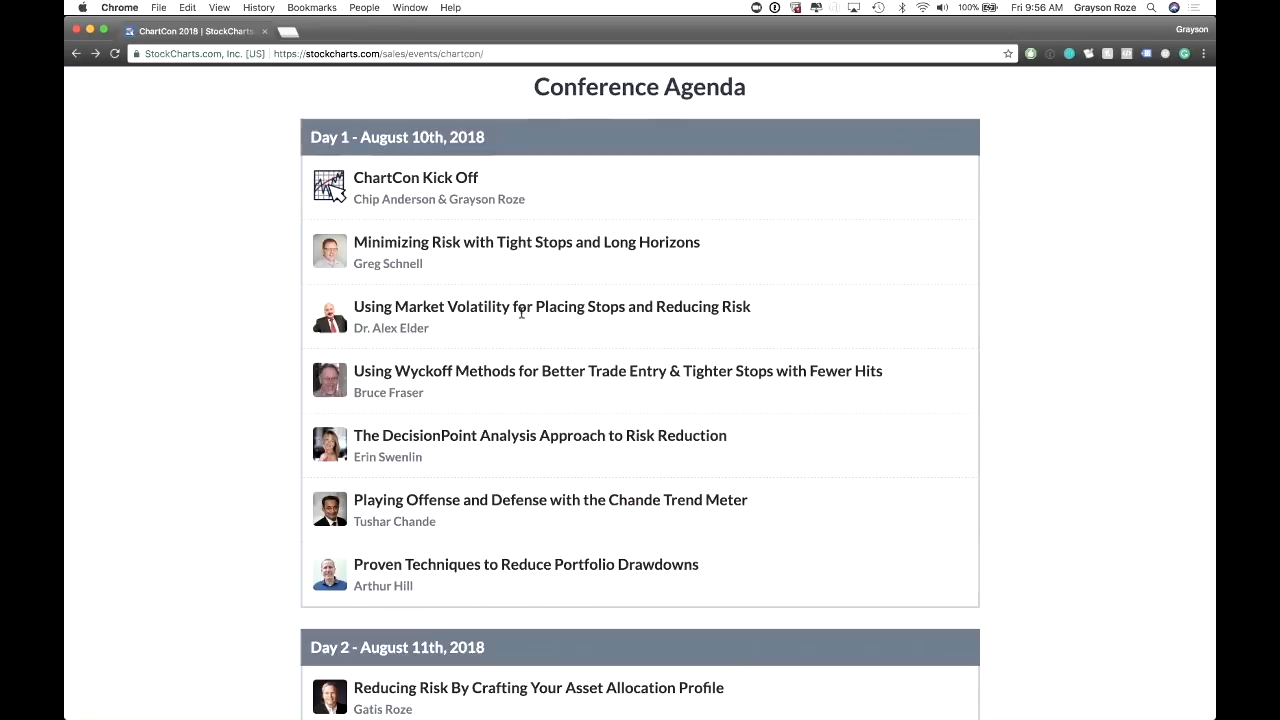 Chrome File Edit View History Bookmarks People Window Help 100% Fri 9:56 AM Grayson Roze
ChartCon 2018 | StockCharts Grayson
StockCharts.com, Inc. [US] https://stockcharts.com/sales/events/chartcon/
Conference Agenda
Day 1 - August 10th, 2018
ChartCon Kick Off
Chip Anderson & Grayson Roze
Minimizing Risk with Tight Stops and Long Horizons
Greg Schnell
Using Market Volatility for Placing Stops and Reducing Risk
Dr. Alex Elder
Using Wyckoff Methods for Better Trade Entry & Tighter Stops with Fewer Hits
Bruce Fraser
The DecisionPoint Analysis Approach to Risk Reduction
Erin Swenlin
Playing Offense and Defense with the Chande Trend Meter
Tushar Chande
Proven Techniques to Reduce Portfolio Drawdowns
Arthur Hill
Day 2 - August 11th, 2018
Reducing Risk By Crafting Your Asset Allocation Profile
Gatis Roze